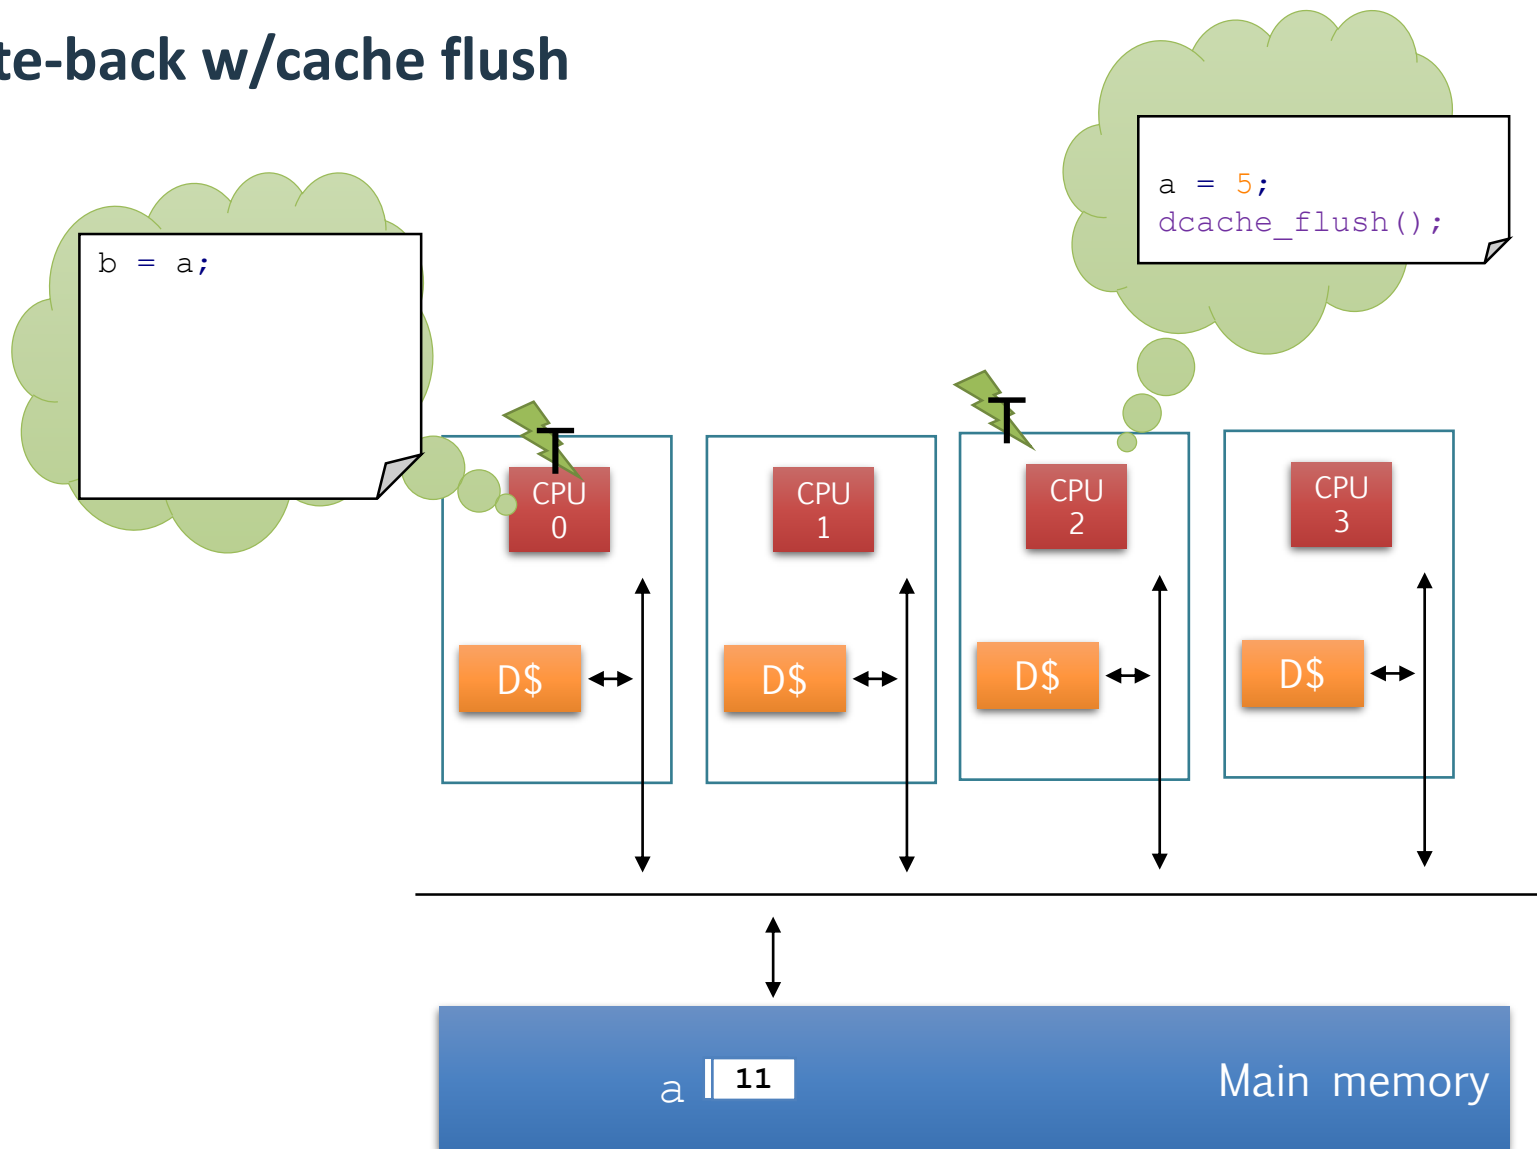 te-back w/cache flush
a = 5;
dcache_flush();
b = a;
T
T
CPU
0
CPU
1
CPU
2
CPU
3
D$
D$
D$
D$
a 11
Main memory